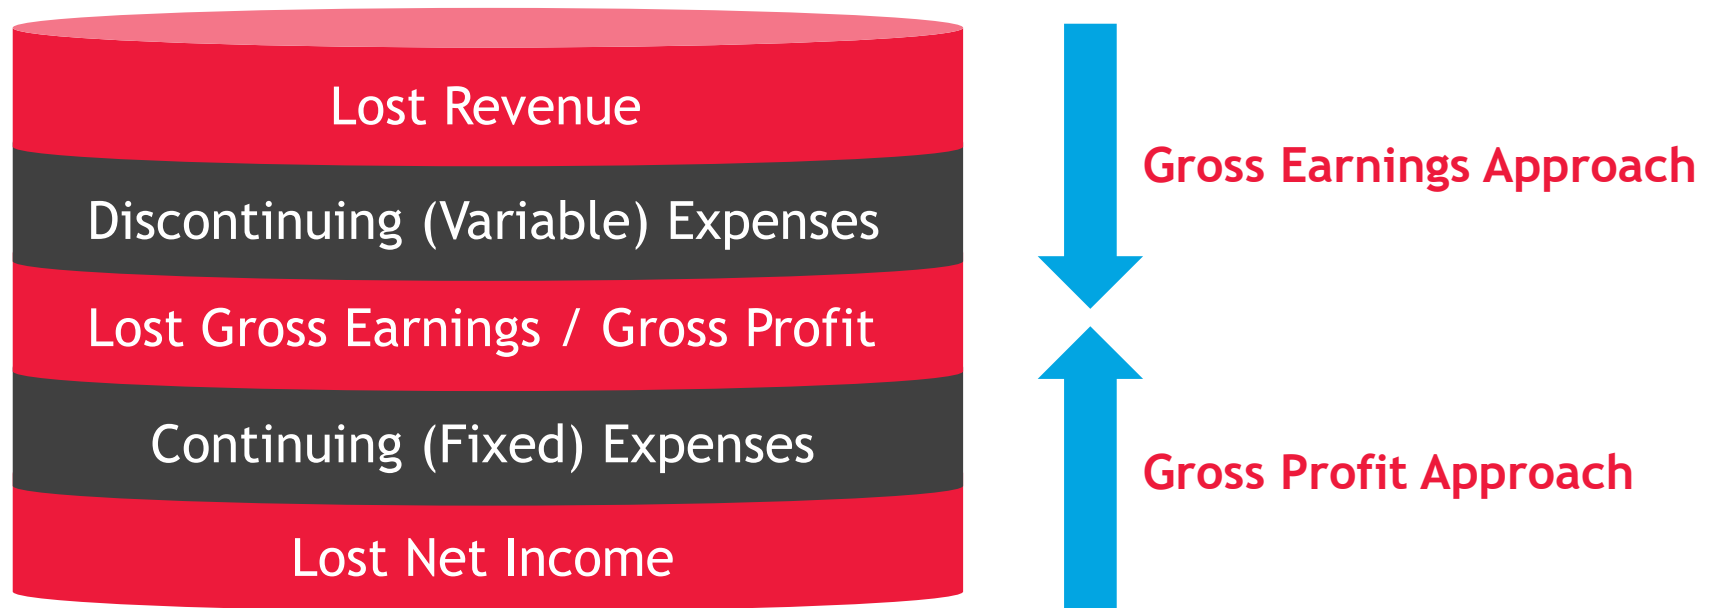 Lost Revenue
Discontinuing (Variable) Expenses
Lost Gross Earnings / Gross Profit
Continuing (Fixed) Expenses
Lost Net Income
Gross Earnings Approach
Gross Profit Approach